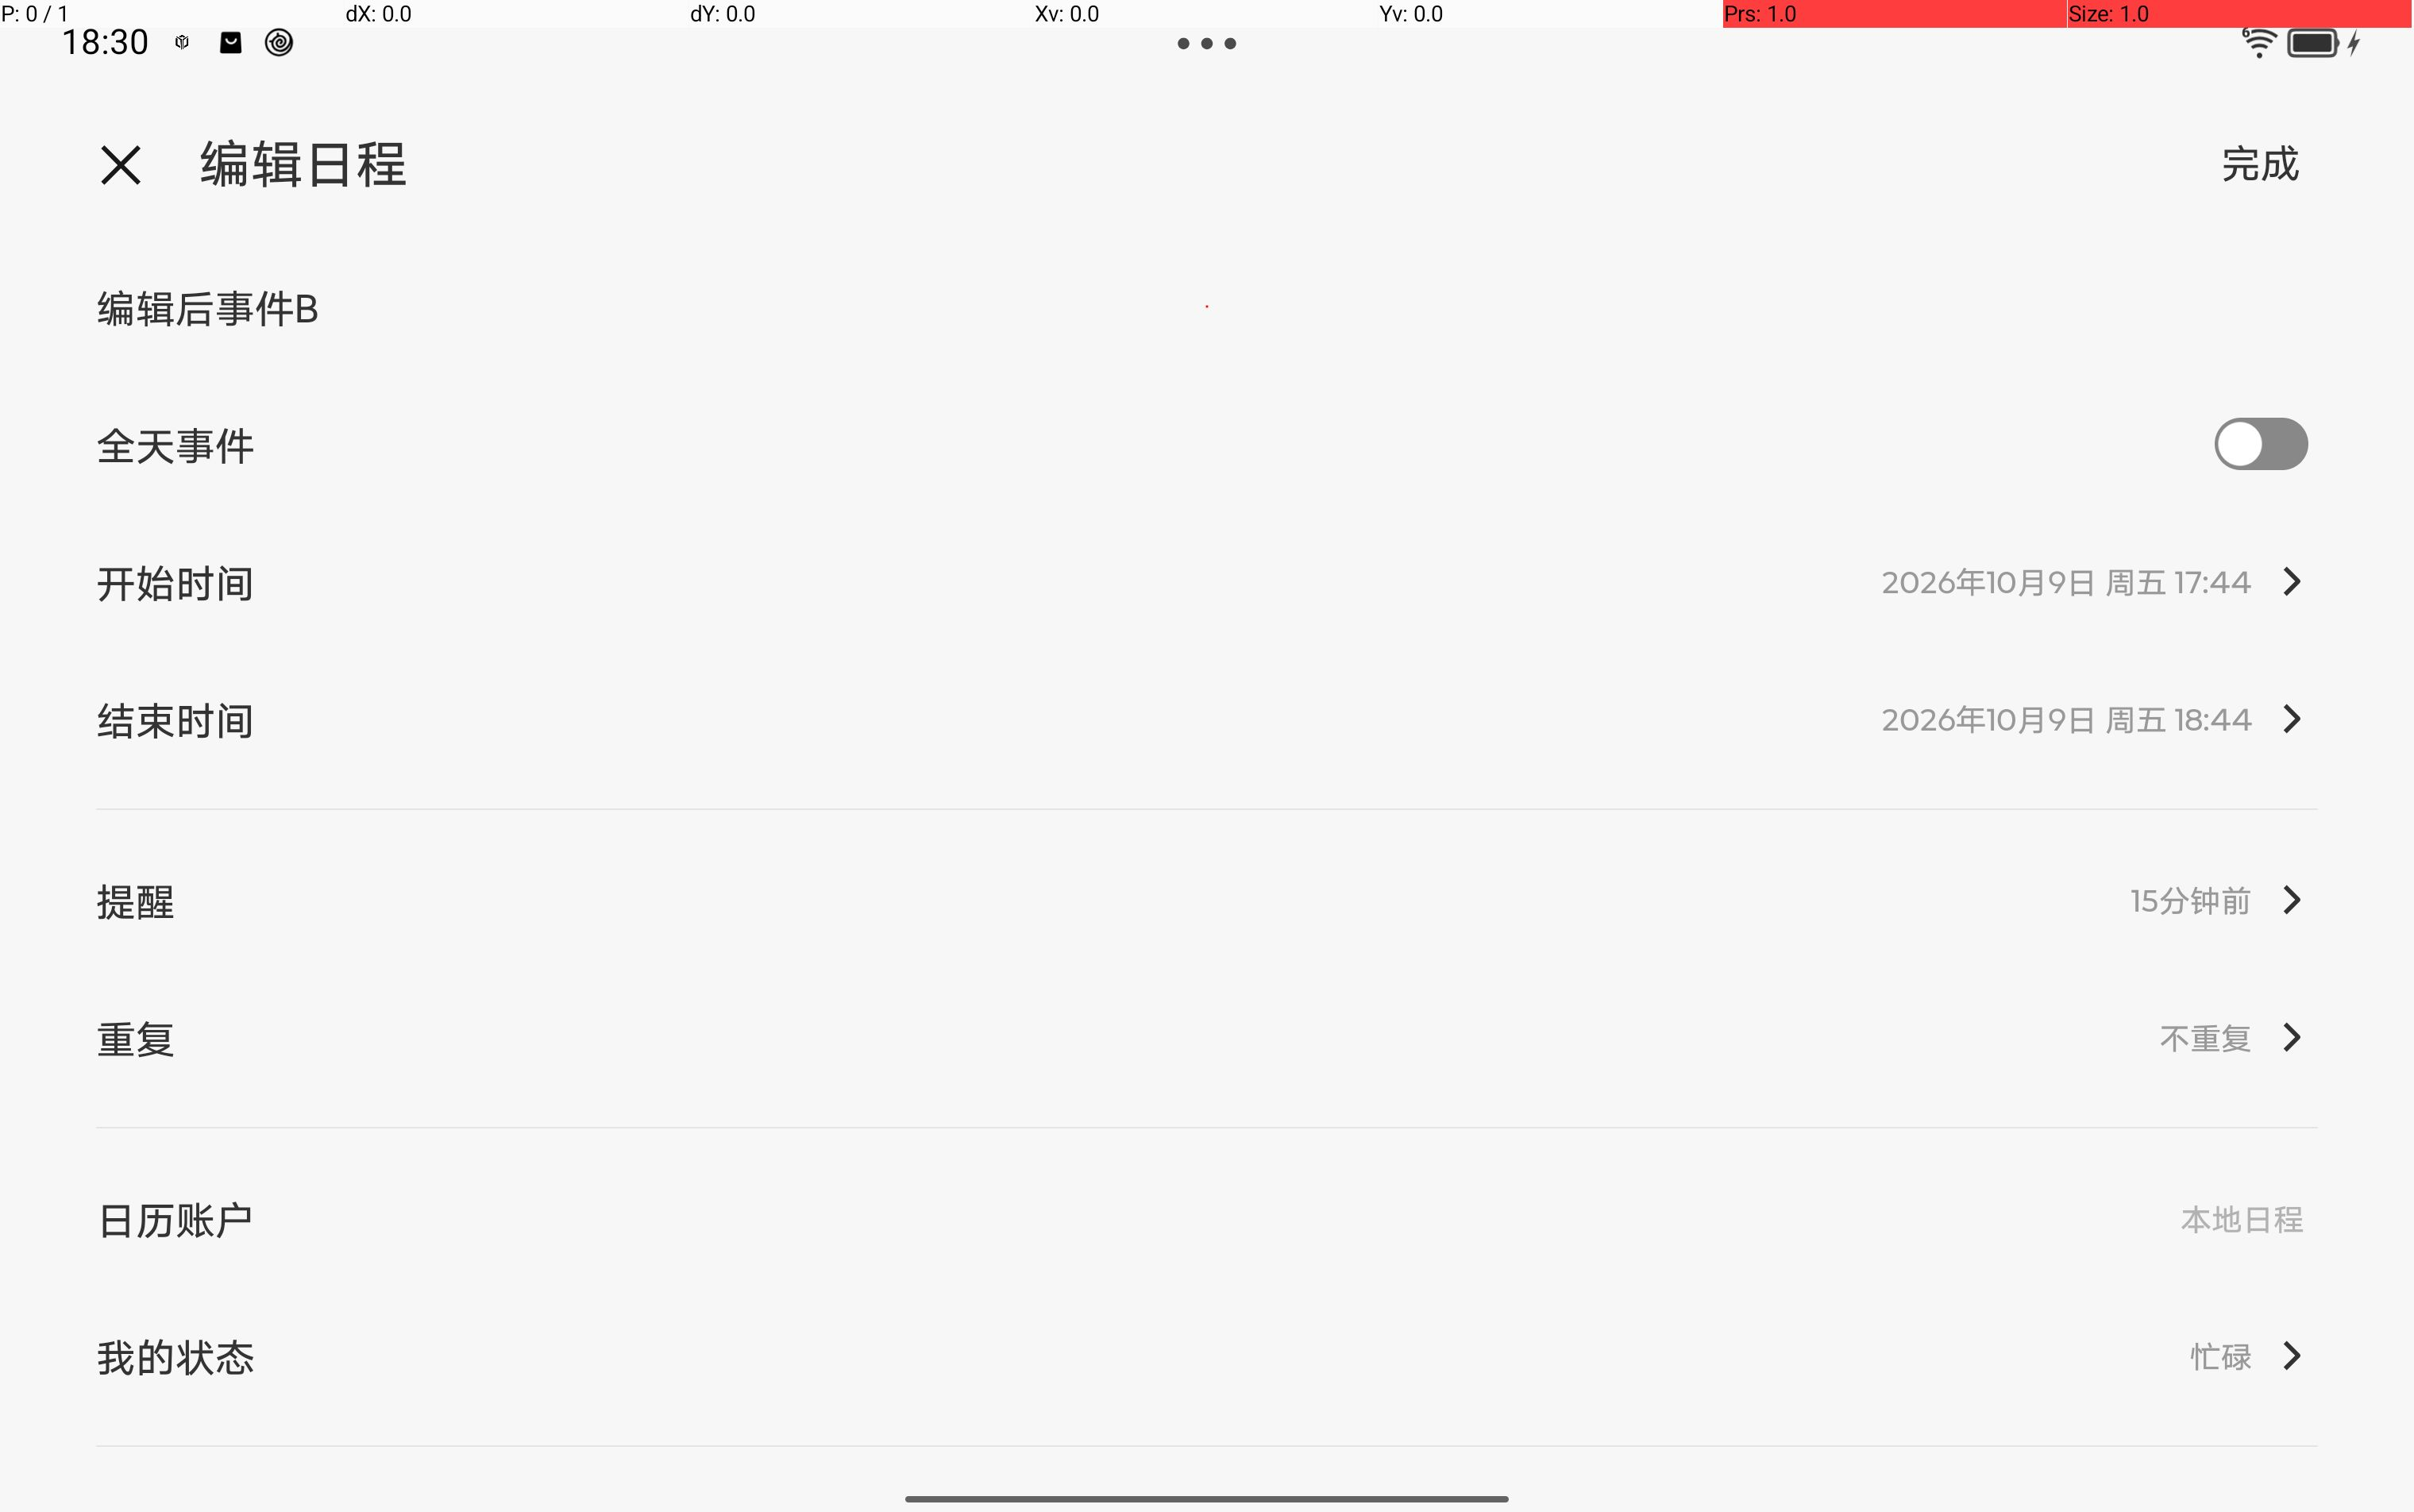 P: 0 / 1 dX: 0.0 dY: 0.0 Xv: 0.0 Yv: 0.0 Prs: 1.0 Size: 1.0
18:30 6
编辑日程 完成
编辑后事件B
全天事件
开始时间 2026年10月9日 周五 17:44
结束时间 2026年10月9日 周五 18:44
提醒 15分钟前
重复 不重复
日历账户 本地日程
我的状态 忙碌